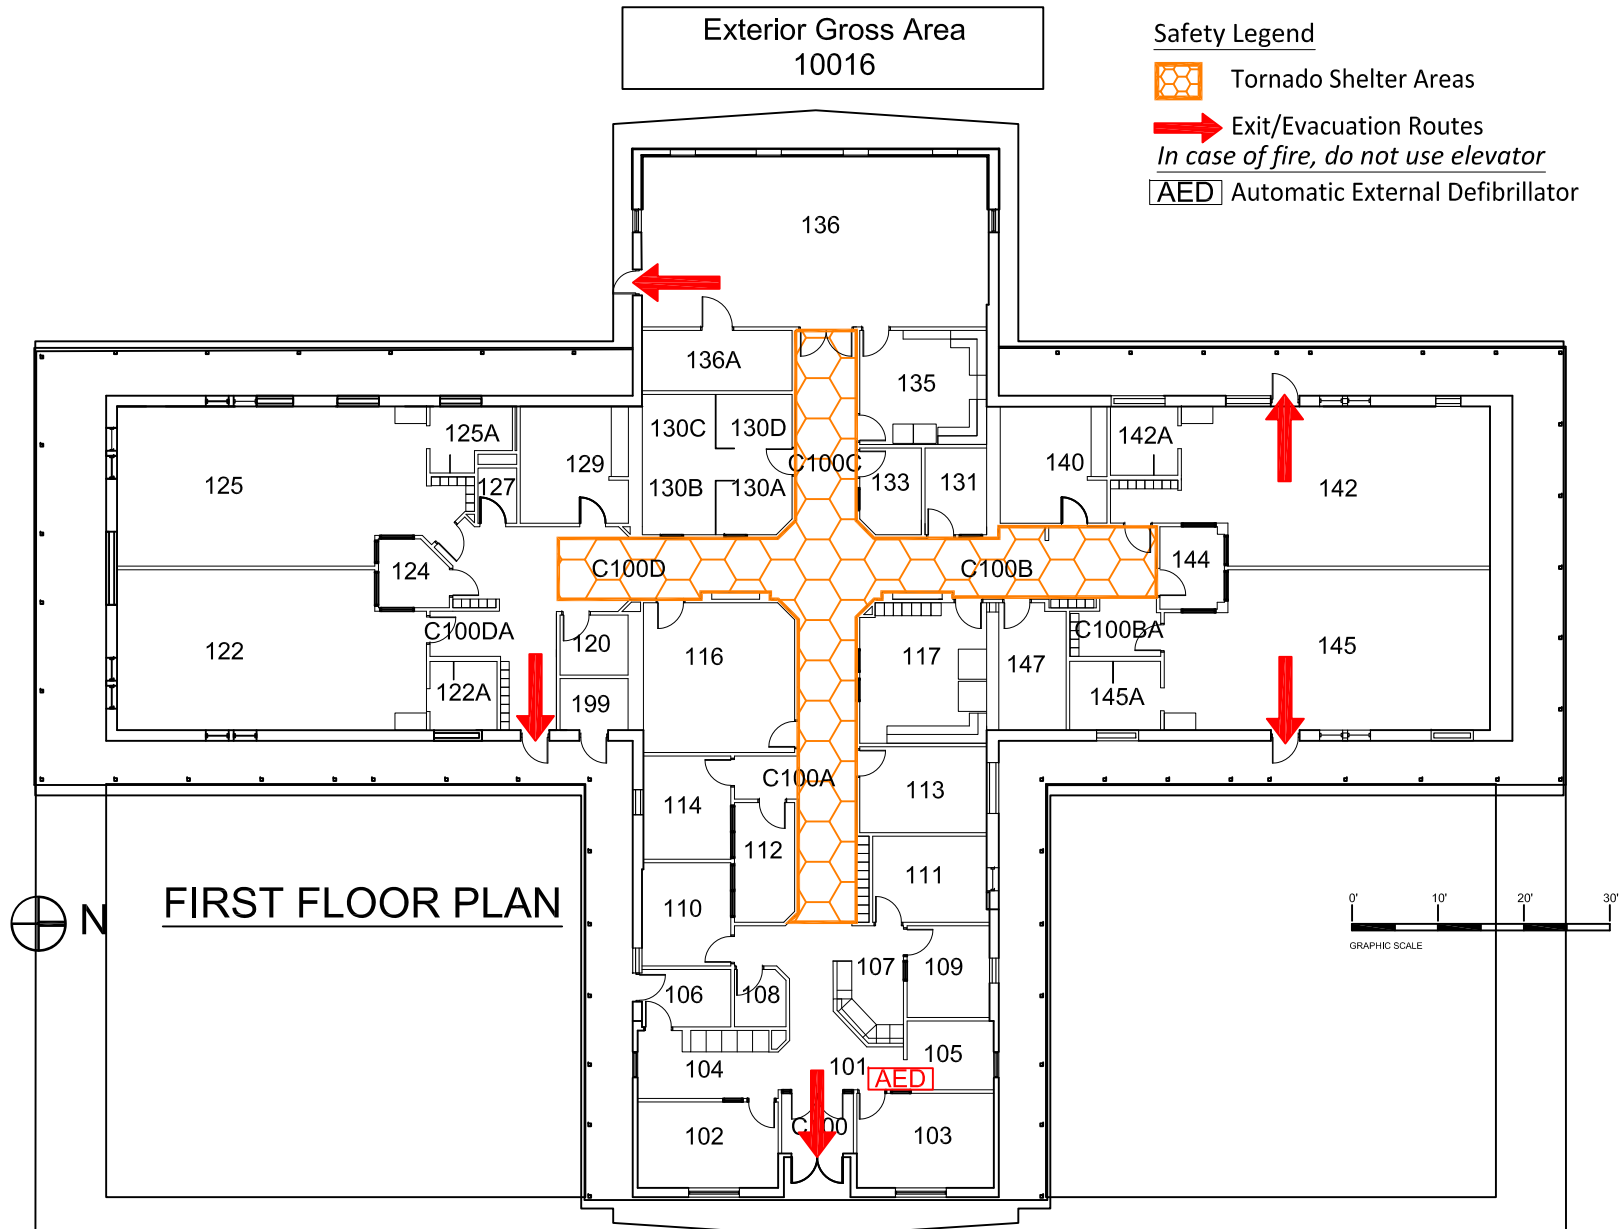 Exterior Gross Area
10016
Safety Legend
Tornado Shelter Areas
Exit/Evacuation Routes
In case of fire, do not use elevator
AED Automatic External Defibrillator
136
136A
135
130C 130D
125A
142A
C100C
129
140
125
127
130B 130A
133 131
142
124
C100D
C100B
144
C100DA
C100BA
122
120
116
117
147
145
122A
199
145A
C100A
114
113
112
111
110
FIRST FLOOR PLAN
N
0' 10' 20' 30'
GRAPHIC SCALE
106
108
107
109
104
101
105
AED
102
C100
103